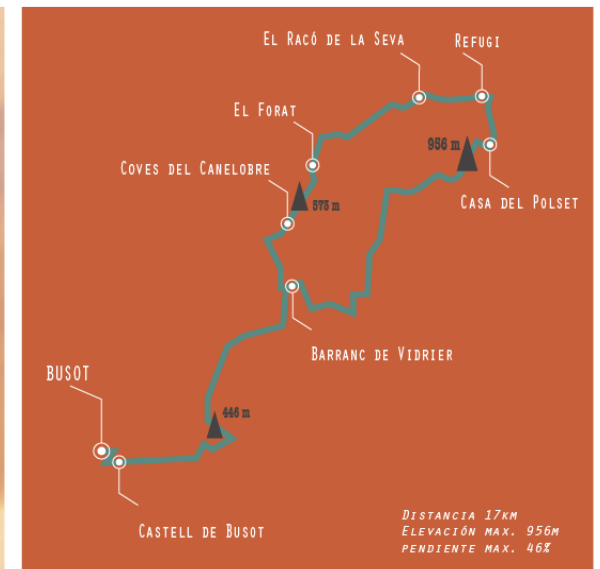 El Racó de la Seva
Refugi
El Forat
956 m
Coves del Canelobre
Casa del Polset
575 m
Barranc de Vidrier
BUSOT
446 m
Castell de Busot
Distancia 17km
Elevación max. 956m
pendiente max. 46%